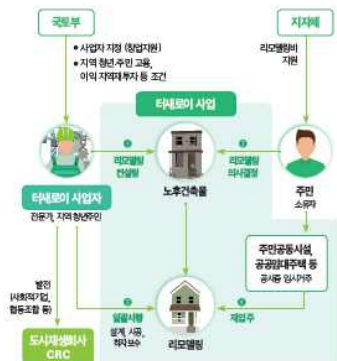 국토부
지자체
• 사업자 지정 (창업지원)
• 지역 청년·주민 고용,
이익 지역재투자 등 조건
리모델링비
지원
터새로이 사업
①
리모델링
컨설팅
노후건축물
②
리모델링
의사결정
주민
소유자
터새로이 사업자
전문가, 지역 청년·주민
주민공동시설,
공공임대주택 등
공사중 임시거주
발전
(사회적기업,
협동조합 등)
③
일괄시행
설계, 시공,
하자보수
리모델링
④
재입주
도시재생회사
CRC